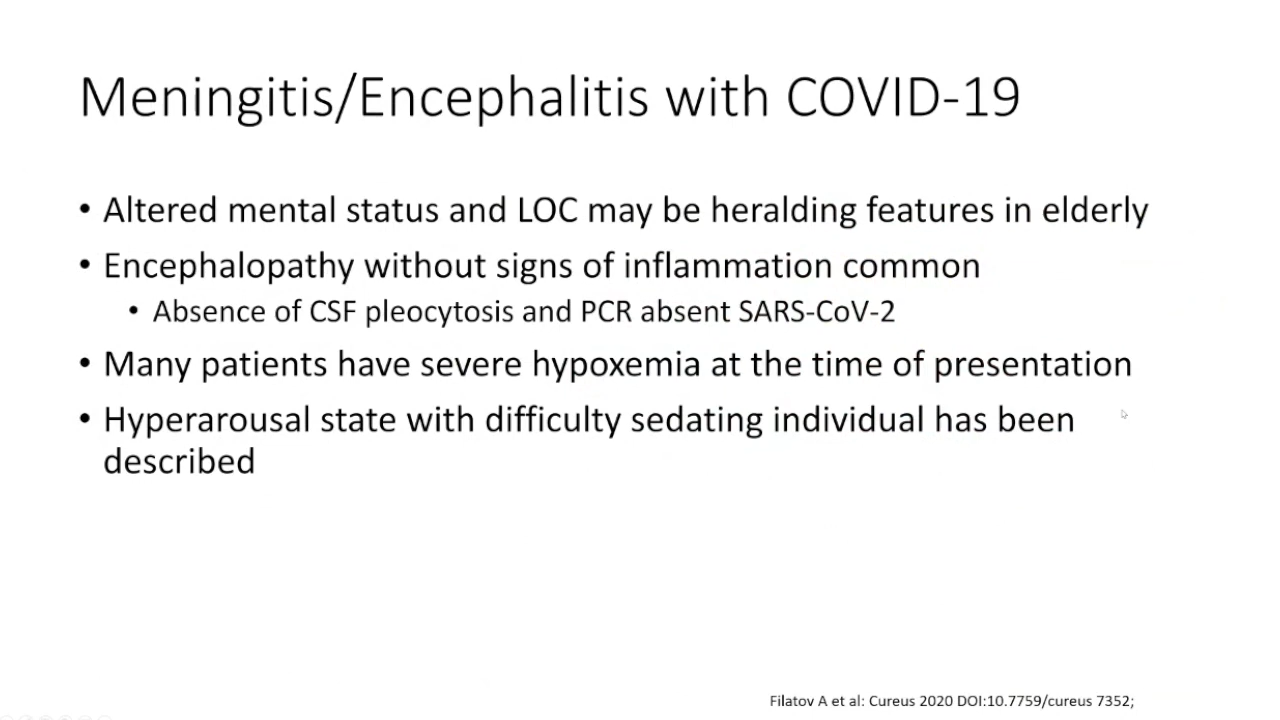 Meningitis/Encephalitis with COVID-19
• Altered mental status and LOC may be heralding features in elderly
• Encephalopathy without signs of inflammation common
• Absence of CSF pleocytosis and PCR absent SARS-CoV-2
• Many patients have severe hypoxemia at the time of presentation
• Hyperarousal state with difficulty sedating individual has been
described
Filatov A et al: Cureus 2020 DOI:10.7759/cureus 7352;